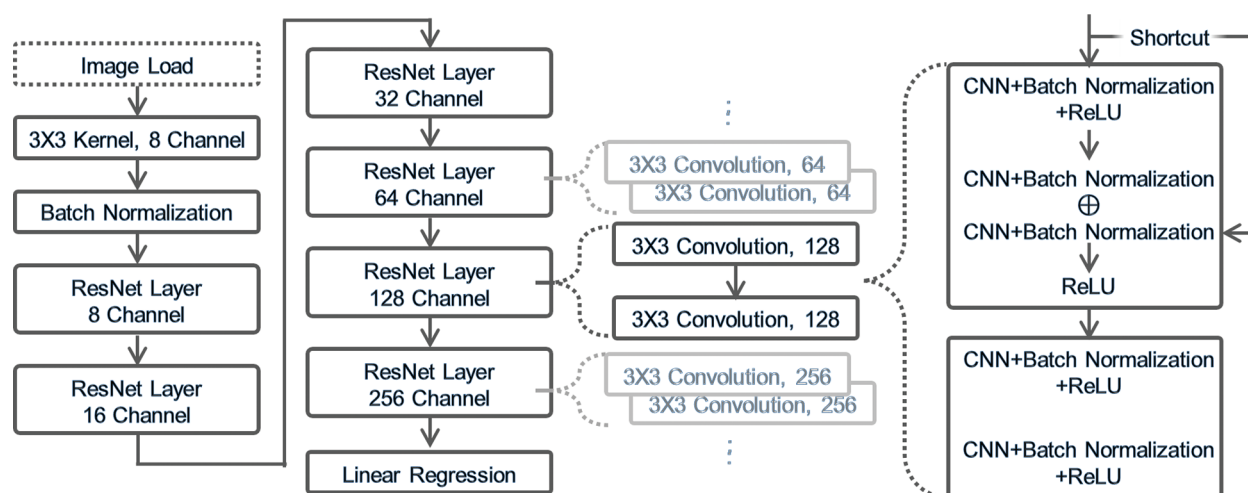 Image Load
3X3 Kernel, 8 Channel
Batch Normalization
ResNet Layer
8 Channel
ResNet Layer
16 Channel
ResNet Layer
32 Channel
ResNet Layer
64 Channel
ResNet Layer
128 Channel
ResNet Layer
256 Channel
Linear Regression
3X3 Convolution, 64
3X3 Convolution, 64
3X3 Convolution, 128
3X3 Convolution, 128
3X3 Convolution, 256
3X3 Convolution, 256
Shortcut
CNN+Batch Normalization
+ReLU
CNN+Batch Normalization
CNN+Batch Normalization
ReLU
CNN+Batch Normalization
+ReLU
CNN+Batch Normalization
+ReLU